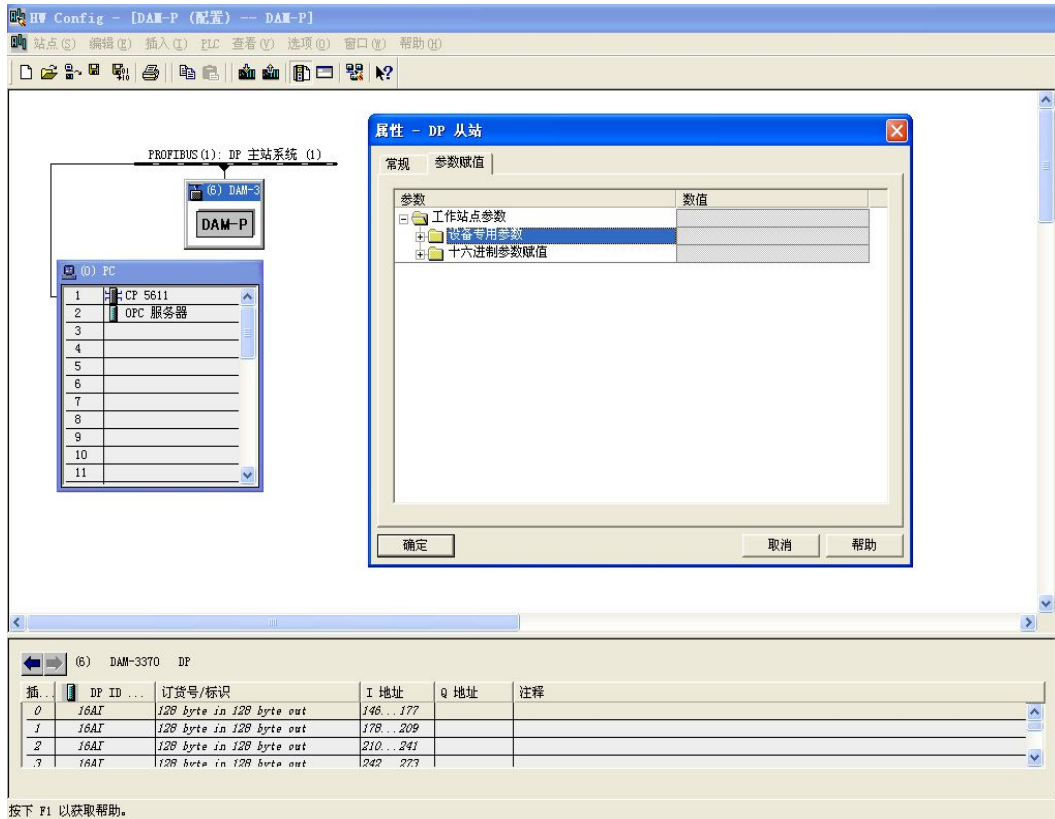 HW Config - [DAM-P (配置) -- DAM-P]
站点(S) 编辑(E) 插入(I) PLC 查看(V) 选项(O) 窗口(W) 帮助(H)
PROFIBUS(1): DP 主站系统 (1)
(6) DAM-3
DAM-P
(0) PC
1 CP 5611
2 OPC 服务器
3
4
5
6
7
8
9
10
11
属性 - DP 从站
常规 参数赋值
参数 数值
工作站点参数
设备专用参数
十六进制参数赋值
确定 取消 帮助
(6) DAM-3370 DP
插... DP ID ... 订货号/标识 I 地址 Q 地址 注释
0 16AI 128 byte in 128 byte out 146...177
1 16AI 128 byte in 128 byte out 178...209
2 16AI 128 byte in 128 byte out 210...241
3 16AI 128 byte in 128 byte out 242...273
按下 F1 以获取帮助。